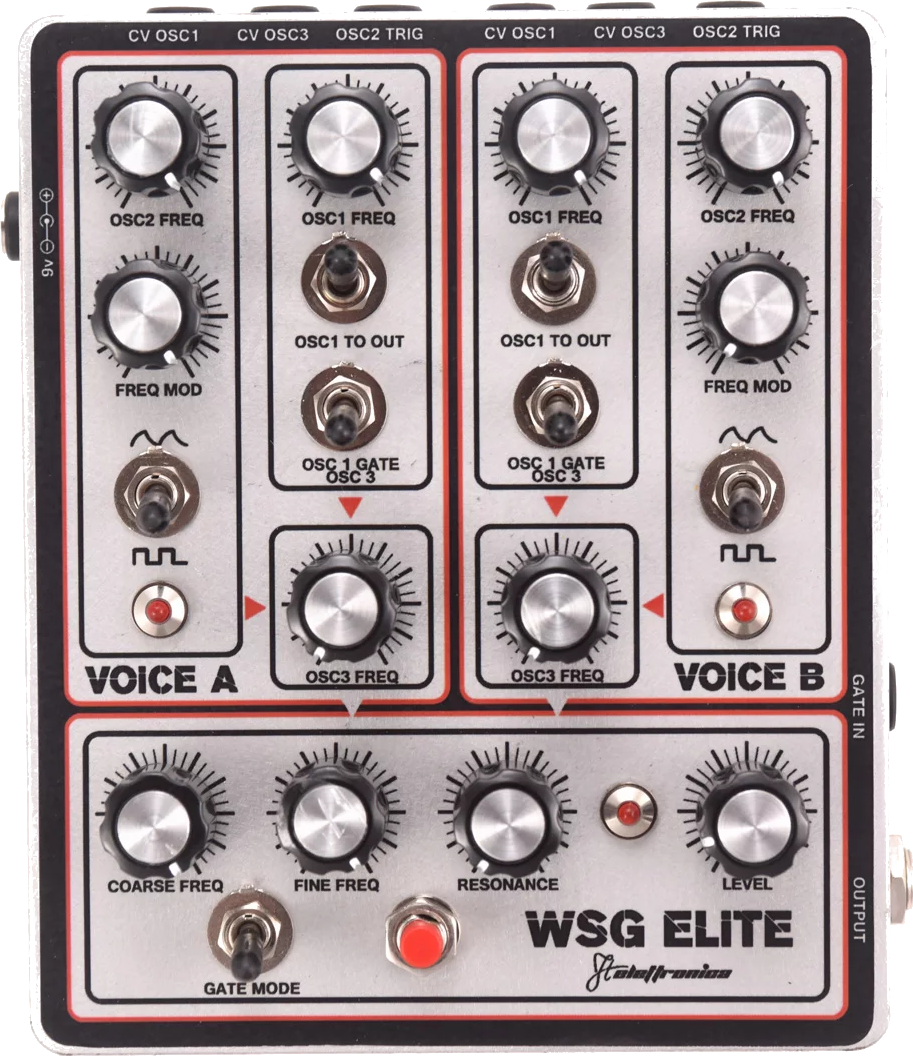 CV OSC1 CV OSC3 OSC2 TRIG CV OSC1 CV OSC3 OSC2 TRIG
OSC2 FREQ OSC1 FREQ OSC1 FREQ OSC2 FREQ
9V
OSC1 TO OUT OSC1 TO OUT
FREQ MOD FREQ MOD
OSC 1 GATE OSC 1 GATE
OSC 3 OSC 3
OSC3 FREQ OSC3 FREQ
VOICE A VOICE B
GATE IN
COARSE FREQ FINE FREQ RESONANCE LEVEL
OUTPUT
WSG ELITE
GATE MODE
Jt elettronica